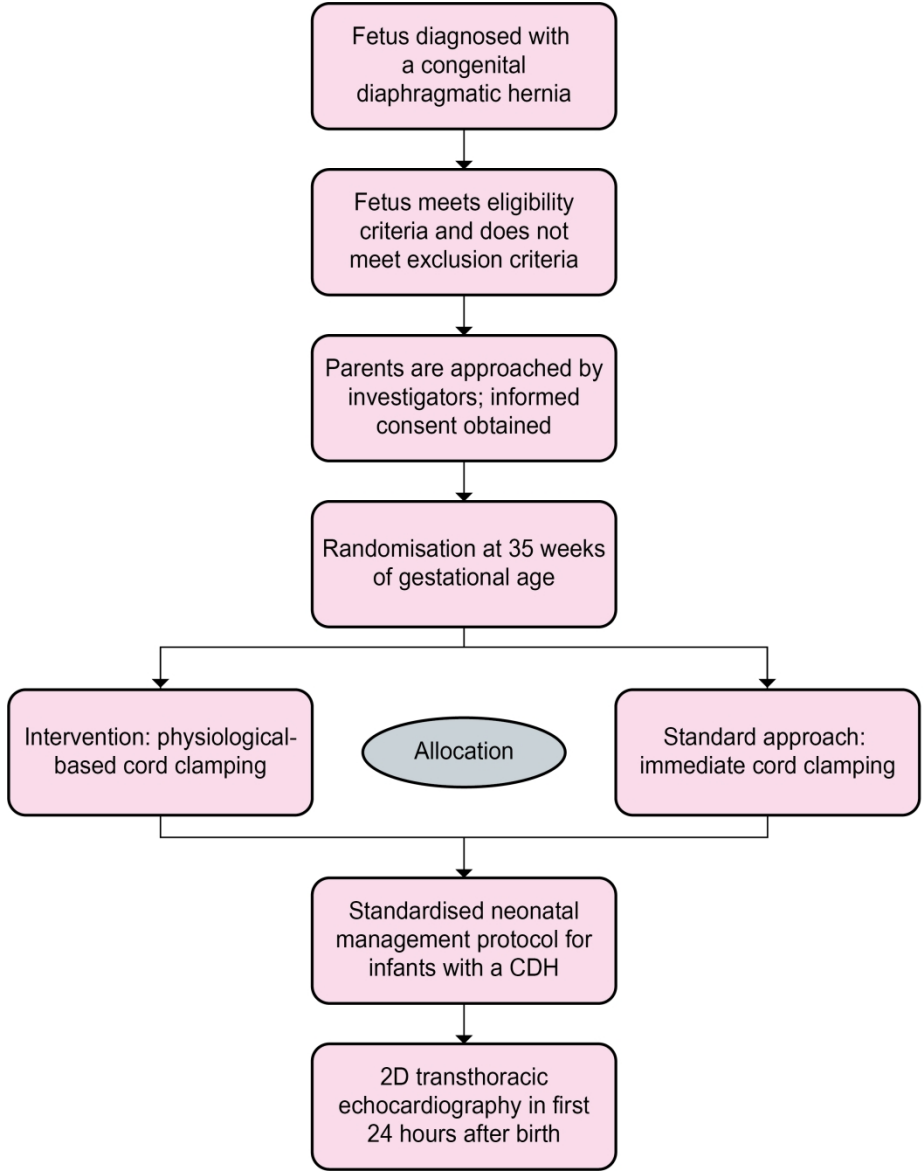 Fetus diagnosed with
a congenital
diaphragmatic hernia
Fetus meets eligibility
criteria and does not
meet exclusion criteria
Parents are approached by
investigators; informed
consent obtained
Randomisation at 35 weeks
of gestational age
Intervention: physiological-
based cord clamping
Allocation
Standard approach:
immediate cord clamping
Standardised neonatal
management protocol for
infants with a CDH
2D transthoracic
echocardiography in first
24 hours after birth